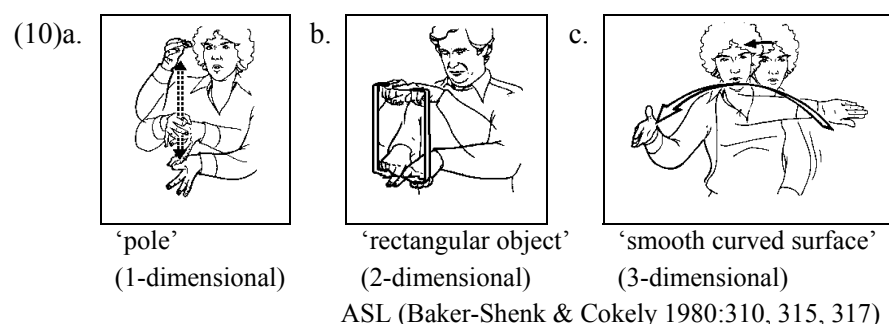 (10)a. b. c.
‘pole’ ‘rectangular object’ ‘smooth curved surface’
(1-dimensional) (2-dimensional) (3-dimensional)
ASL (Baker-Shenk & Cokely 1980:310, 315, 317)